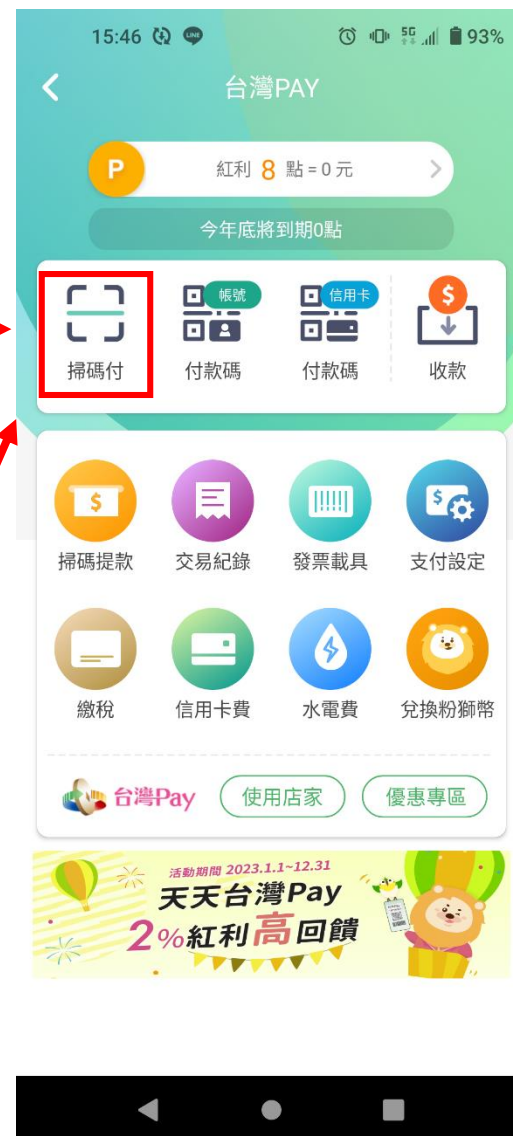 15:46 LINE 5G 93%
台灣PAY
P 紅利 8 點 = 0 元
今年底將到期0點
帳號 信用卡 $
掃碼付 付款碼 付款碼 收款
$ $
掃碼提款 交易紀錄 發票載具 支付設定
繳稅 信用卡費 水電費 兌換粉獅幣
台灣Pay 使用店家 優惠專區
活動期間 2023.1.1~12.31
天天台灣Pay
2%紅利高回饋